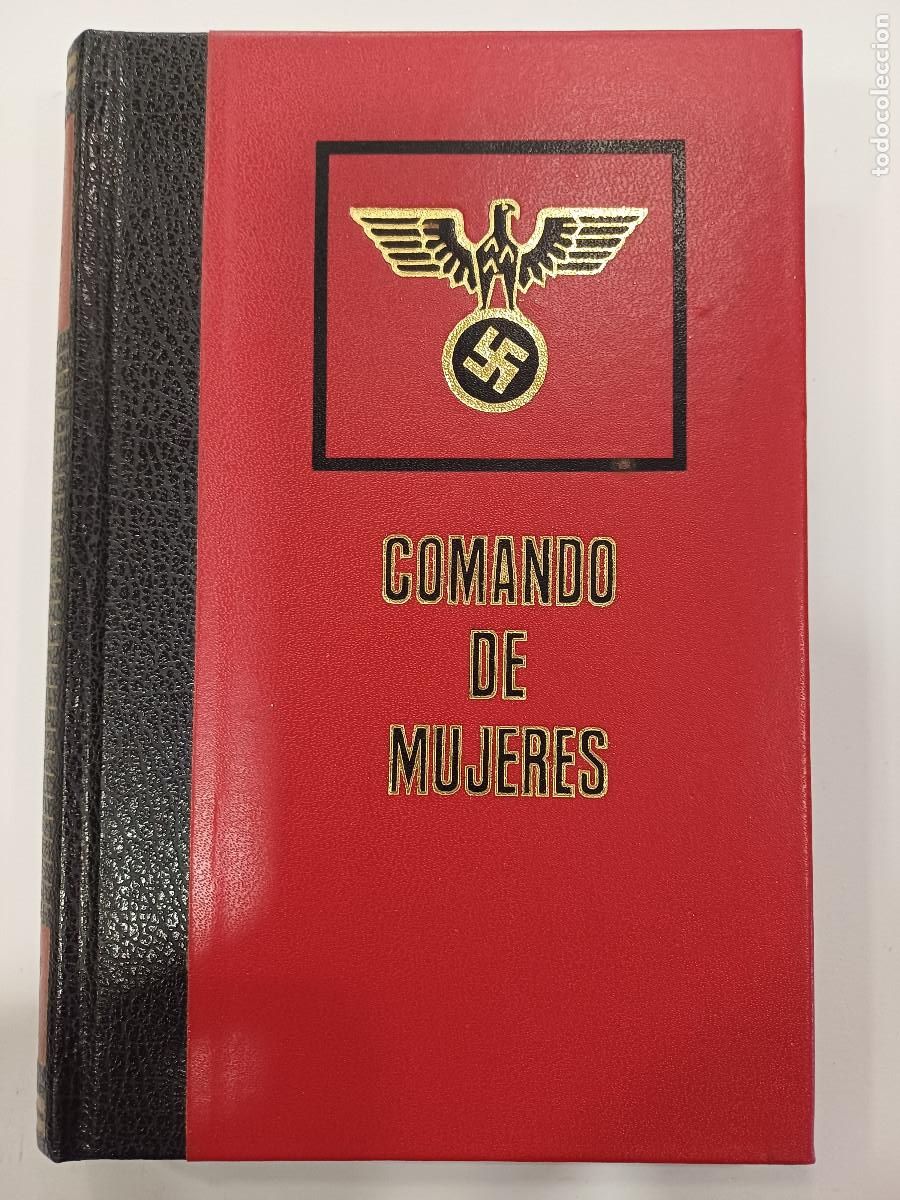 COMANDO
DE
MUJERES
todocoleccion